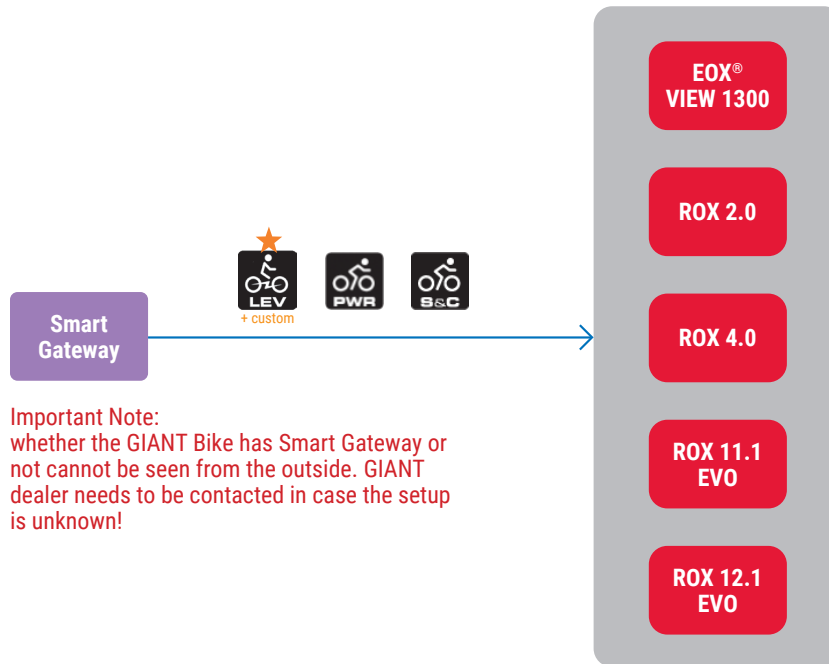 EOX®
VIEW 1300
ROX 2.0
LEV
PWR
S&C
+ custom
Smart
Gateway
ROX 4.0
Important Note:
whether the GIANT Bike has Smart Gateway or
not cannot be seen from the outside. GIANT
dealer needs to be contacted in case the setup
is unknown!
ROX 11.1
EVO
ROX 12.1
EVO